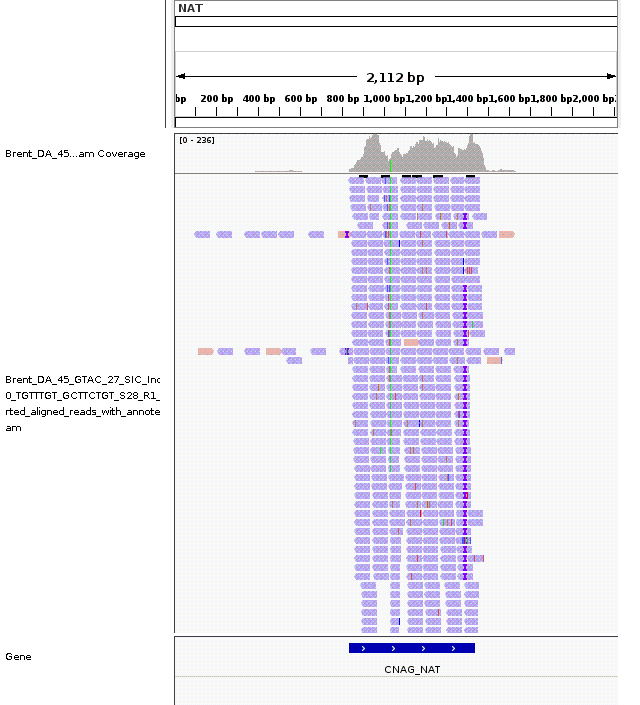 NAT
2,112 bp
bp 200 bp 400 bp 600 bp 800 bp 1,000 bp 1,200 bp 1,400 bp 1,600 bp 1,800 bp 2,000 bp
[0 - 236]
Brent_DA_45...am Coverage
Brent_DA_45_GTAC_27_SIC_Inc
0_TGTTTGT_GCTTCTGT_S28_R1_
rted_aligned_reads_with_annote
am
Gene
CNAG_NAT